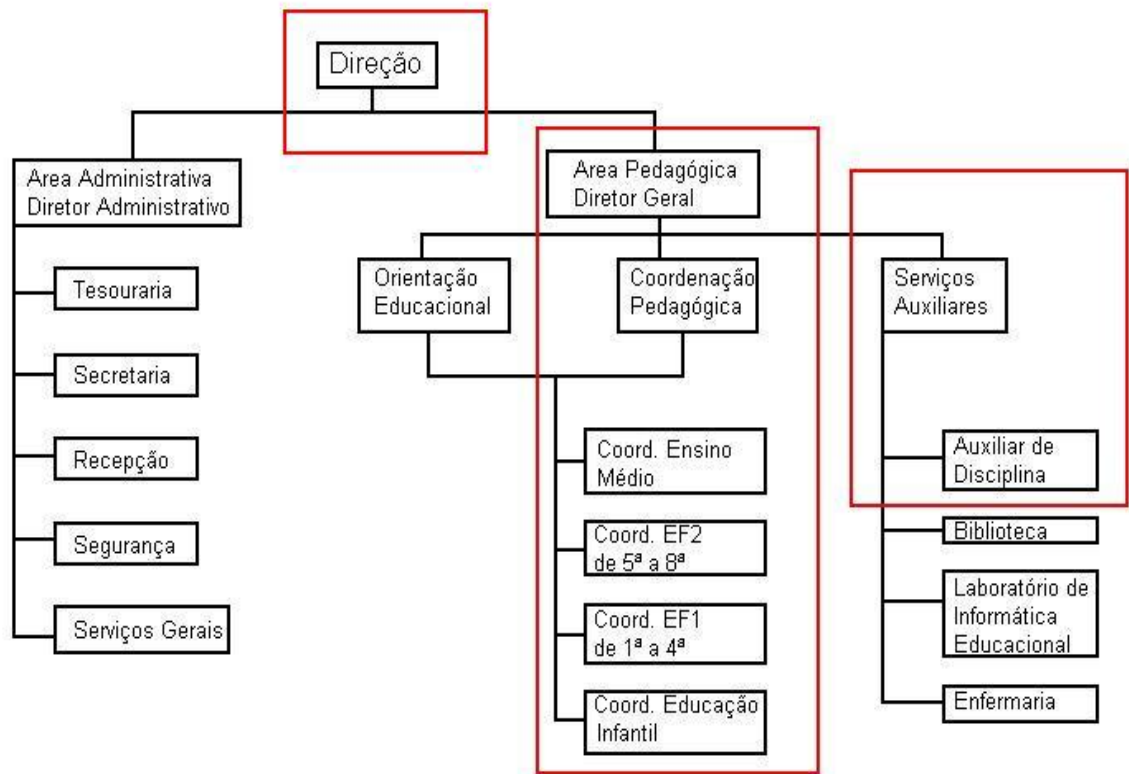 Direção
Area Administrativa
Diretor Administrativo
Tesouraria
Secretaria
Recepção
Segurança
Serviços Gerais
Area Pedagógica
Diretor Geral
Orientação
Educacional
Coordenação
Pedagógica
Serviços
Auxiliares
Coord. Ensino
Médio
Coord. EF2
de 5ª a 8ª
Coord. EF1
de 1ª a 4ª
Coord. Educação
Infantil
Auxiliar de
Disciplina
Biblioteca
Laboratório de
Informática
Educacional
Enfermaria